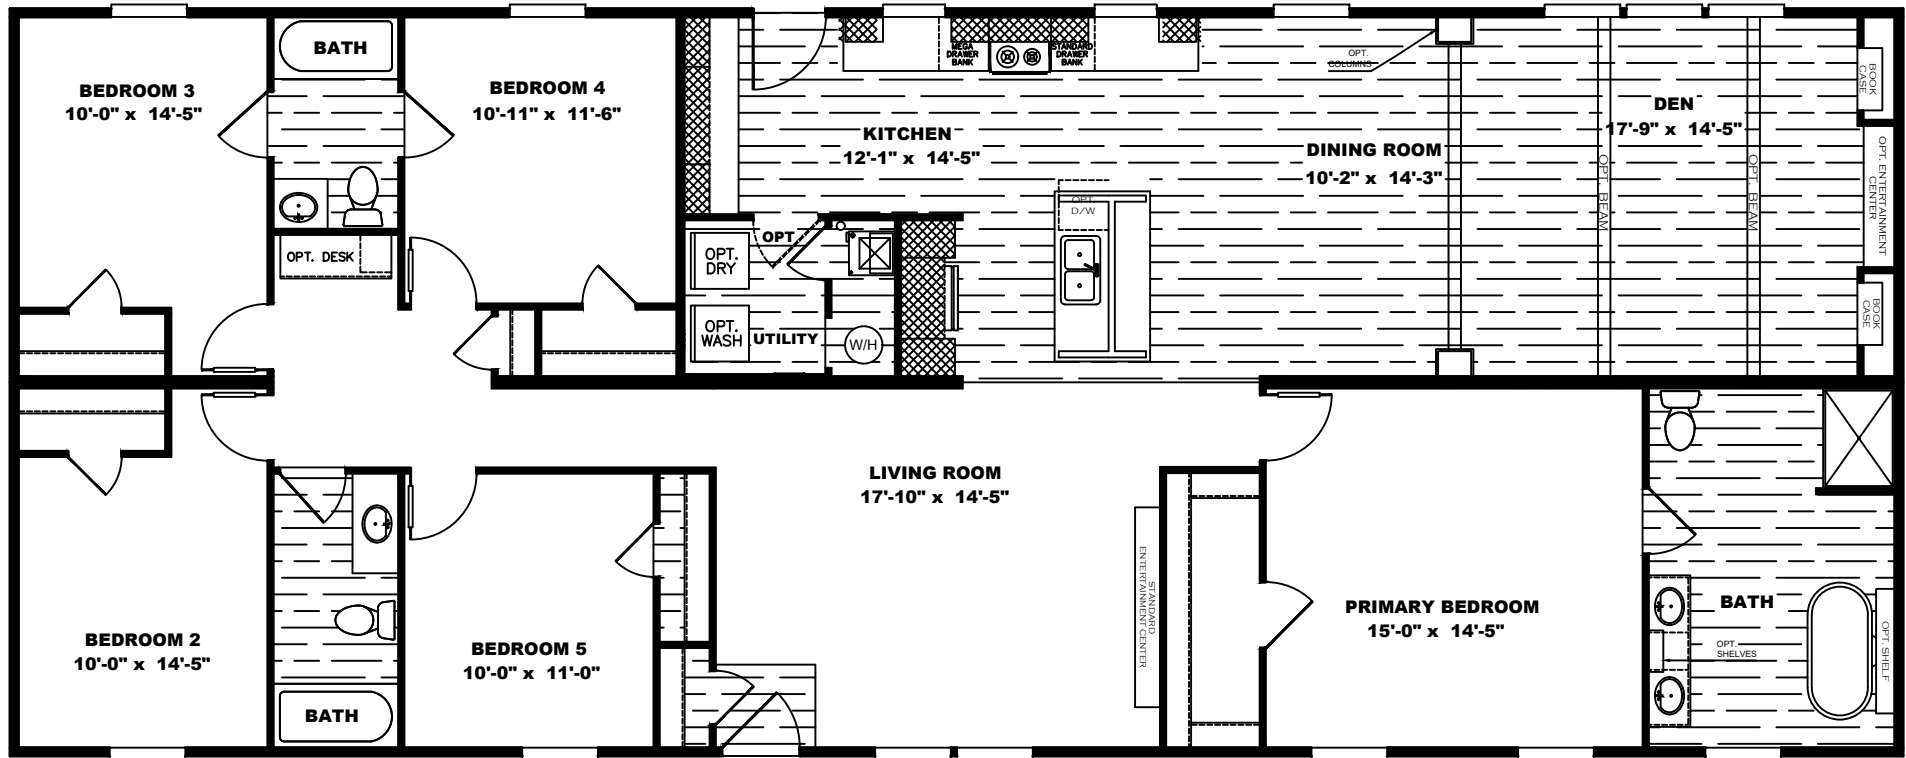 BEDROOM 3
10'-0" x 14'-5"
BATH
BEDROOM 4
10'-11" x 11'-6"
MEGA
DRAWER
BANK
STANDARD
DRAWER
BANK
OPT.
COLUMNS
KITCHEN
12'-1" x 14'-5"
DINING ROOM
10'-2" x 14'-3"
DEN
17'-9" x 14'-5"
BOOK
CASE
OPT. ENTERTAINMENT
CENTER
BOOK
CASE
OPT. BEAM
OPT. BEAM
OPT.
D/W
OPT. DESK
OPT.
DRY
OPT
OPT.
WASH
UTILITY
W/H
LIVING ROOM
17'-10" x 14'-5"
STANDARD
ENTERTAINMENT CENTER
PRIMARY BEDROOM
15'-0" x 14'-5"
BATH
OPT.
SHELVES
OPT. SHELF
BEDROOM 2
10'-0" x 14'-5"
BATH
BEDROOM 5
10'-0" x 11'-0"